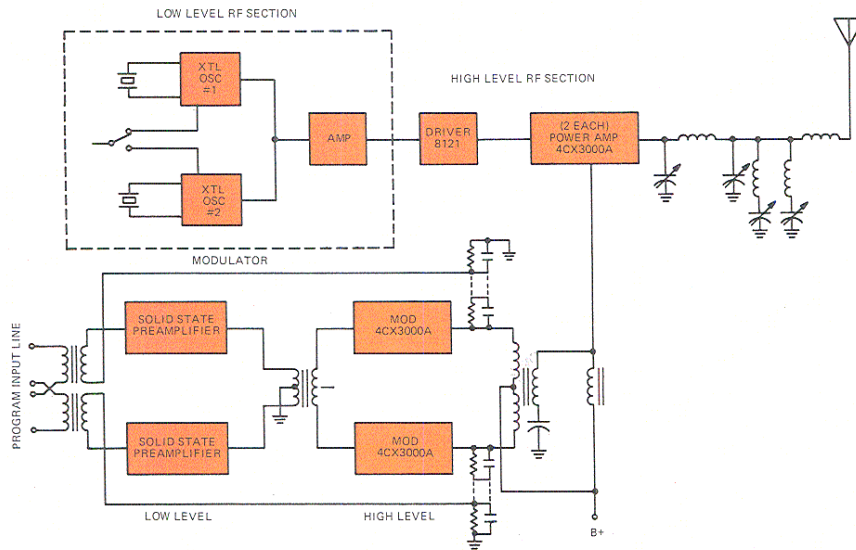 LOW LEVEL RF SECTION
XTL
OSC
#1
HIGH LEVEL RF SECTION
AMP
DRIVER
8121
(2 EACH)
POWER AMP
4CX3000A
XTL
OSC
#2
MODULATOR
PROGRAM INPUT LINE
SOLID STATE
PREAMPLIFIER
MOD
4CX3000A
SOLID STATE
PREAMPLIFIER
MOD
4CX3000A
LOW LEVEL
HIGH LEVEL
B+